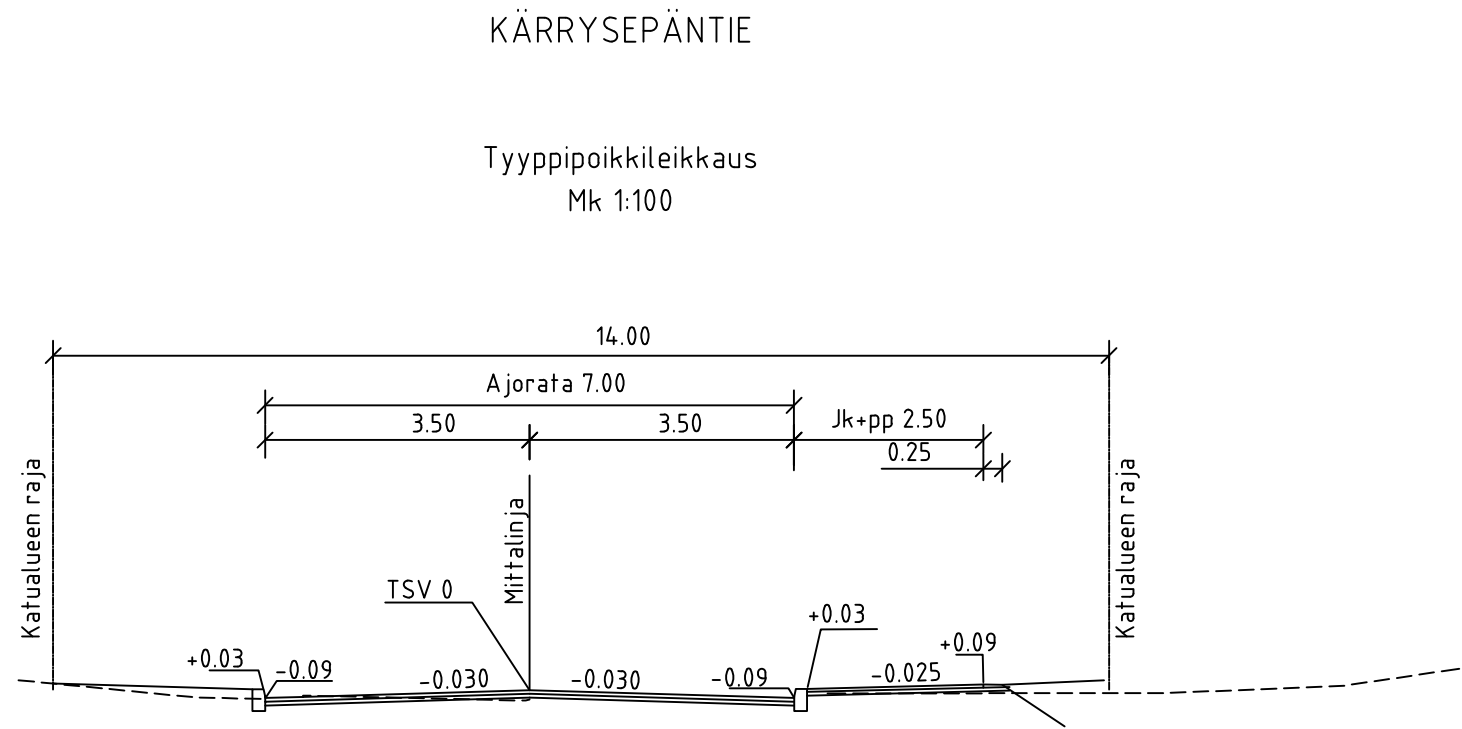 KÄRRYSEPÄNTIE
Tyyppipoikkileikkaus
Mk 1:100
14.00
Ajorata 7.00
3.50
3.50
Jk+pp 2.50
0.25
Katualueen raja
Mittalinja
Katualueen raja
TSV 0
+0.03
+0.03
-0.09
-0.030
-0.030
-0.09
+0.09
-0.025